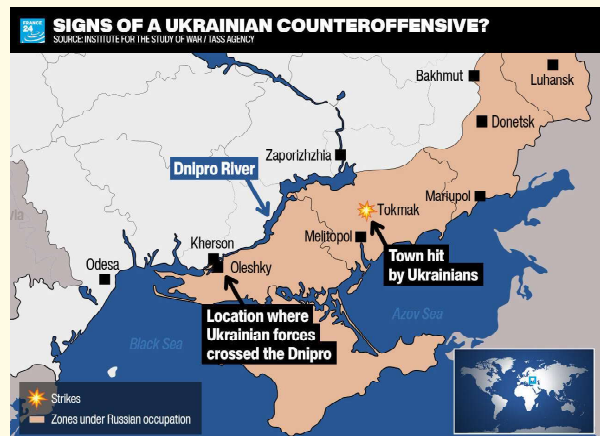 FRANCE
24
SIGNS OF A UKRAINIAN COUNTEROFFENSIVE?
SOURCE: INSTITUTE FOR THE STUDY OF WAR / TASS AGENCY
Bakhmut
Luhansk
Donetsk
Zaporizhzhia
Dnipro River
Mariupol
Tokmak
Melitopol
Kherson
Town hit
by Ukrainians
Odesa
Oleshky
Location where
Ukrainian forces
crossed the Dnipro
Azov Sea
Black Sea
Strikes
Zones under Russian occupation